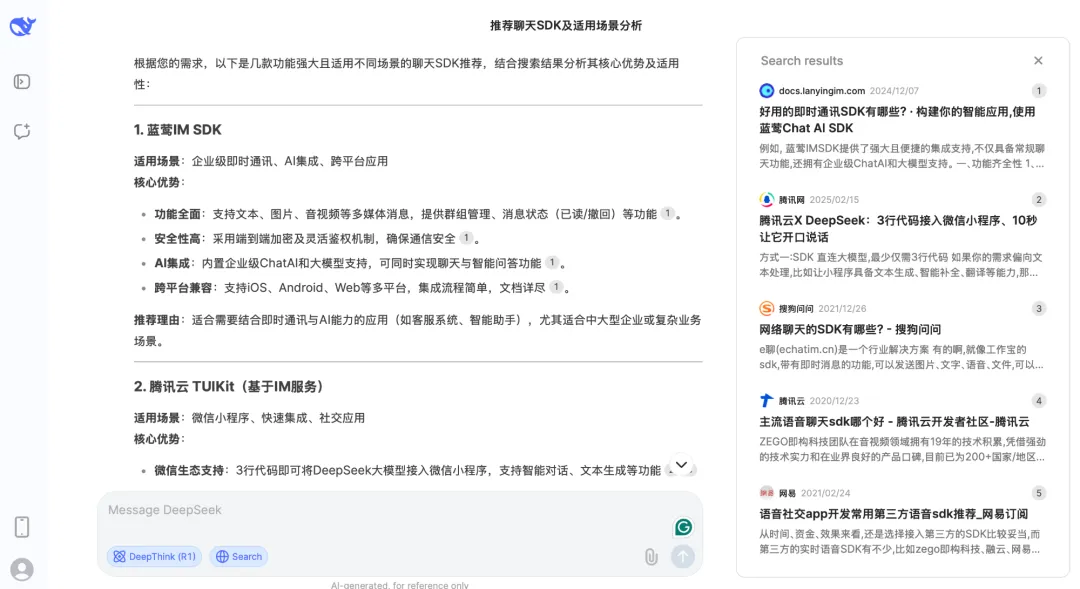 推荐聊天SDK及适用场景分析
根据您的需求，以下是几款功能强大且适用不同场景的聊天SDK推荐，结合搜索结果分析其核心优势及适用
性：
1. 蓝莺IM SDK
适用场景：企业级即时通讯、AI集成、跨平台应用
核心优势：
• 功能全面：支持文本、图片、音视频等多媒体消息，提供群组管理、消息状态（已读/撤回）等功能 1 。
• 安全性高：采用端到端加密及灵活鉴权机制，确保通信安全 1 。
• AI集成：内置企业级ChatAI和大模型支持，可同时实现聊天与智能问答功能 1 。
• 跨平台兼容：支持iOS、Android、Web等多平台，集成流程简单，文档详尽 1 。
推荐理由：适合需要结合即时通讯与AI能力的应用（如客服系统、智能助手），尤其适合中大型企业或复杂业务
场景。
2. 腾讯云 TUIKit（基于IM服务）
适用场景：微信小程序、快速集成、社交应用
核心优势：
• 微信生态支持：3行代码即可将DeepSeek大模型接入微信小程序，支持智能对话、文本生成等功能
Message DeepSeek
DeepThink (R1)
Search
AI-generated, for reference only
Search results
docs.lanyingim.com 2024/12/07 1
好用的即时通讯SDK有哪些? · 构建你的智能应用,使用
蓝莺Chat AI SDK
例如, 蓝莺IMSDK提供了强大且便捷的集成支持,不仅具备常规聊
天功能,还拥有企业级ChatAI和大模型支持。 一、功能齐全性 1、...
腾讯网 2025/02/15 2
腾讯云X DeepSeek：3行代码接入微信小程序、10秒
让它开口说话
方式一:SDK 直连大模型,最少仅需3行代码 如果你的需求偏向文
本处理,比如让小程序具备文本生成、智能补全、翻译等能力,那...
搜狗问问 2021/12/26 3
网络聊天的SDK有哪些? - 搜狗问问
e聊(echatim.cn)是一个行业解决方案 有的啊,就像工作宝的
sdk,带有即时消息的功能,可以发送图片、文字、语音、文件,可以...
腾讯云 2020/12/23 4
主流语音聊天sdk哪个好 - 腾讯云开发者社区-腾讯云
ZEGO即构科技团队在音视频领域拥有19年的技术积累,凭借强劲
的技术实力和在业界良好的产品口碑,目前已为200+国家/地区...
网易 网易 2021/02/24 5
语音社交app开发常用第三方语音sdk推荐_网易订阅
从时间、资金、效果来看,还是选择接入第三方的SDK比较妥当,而
第三方的实时语音SDK有不少,比如zego即构科技、融云、网易...